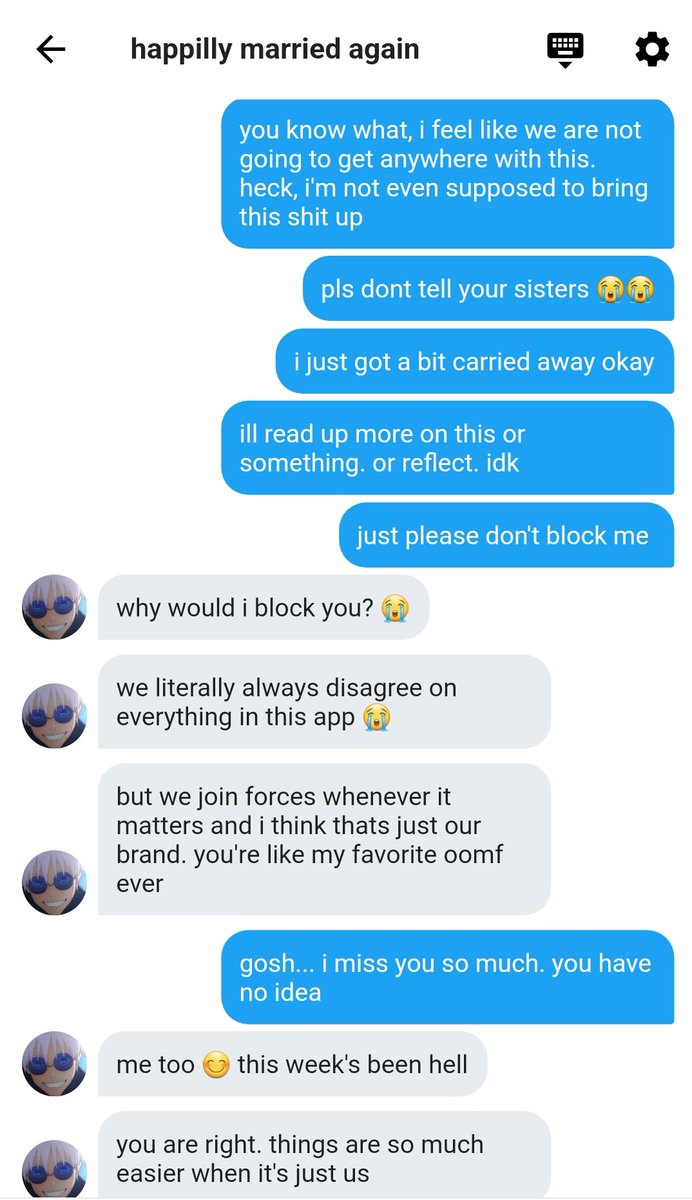 happilly married again
you know what, i feel like we are not
going to get anywhere with this.
heck, i'm not even supposed to bring
this shit up
pls dont tell your sisters 😭😭
i just got a bit carried away okay
ill read up more on this or
something. or reflect. idk
just please don't block me
why would i block you? 😭
we literally always disagree on
everything in this app 😭
but we join forces whenever it
matters and i think thats just our
brand. you're like my favorite oomf
ever
gosh... i miss you so much. you have
no idea
me too 😊 this week's been hell
you are right. things are so much
easier when it's just us